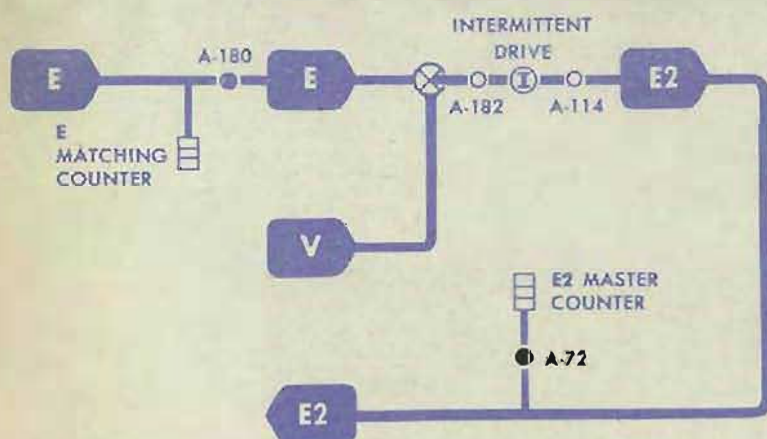 INTERMITTENT
DRIVE
A-180
E
E
I
E2
A-182
A-114
E
MATCHING
COUNTER
V
E2 MASTER
COUNTER
A-72
E2